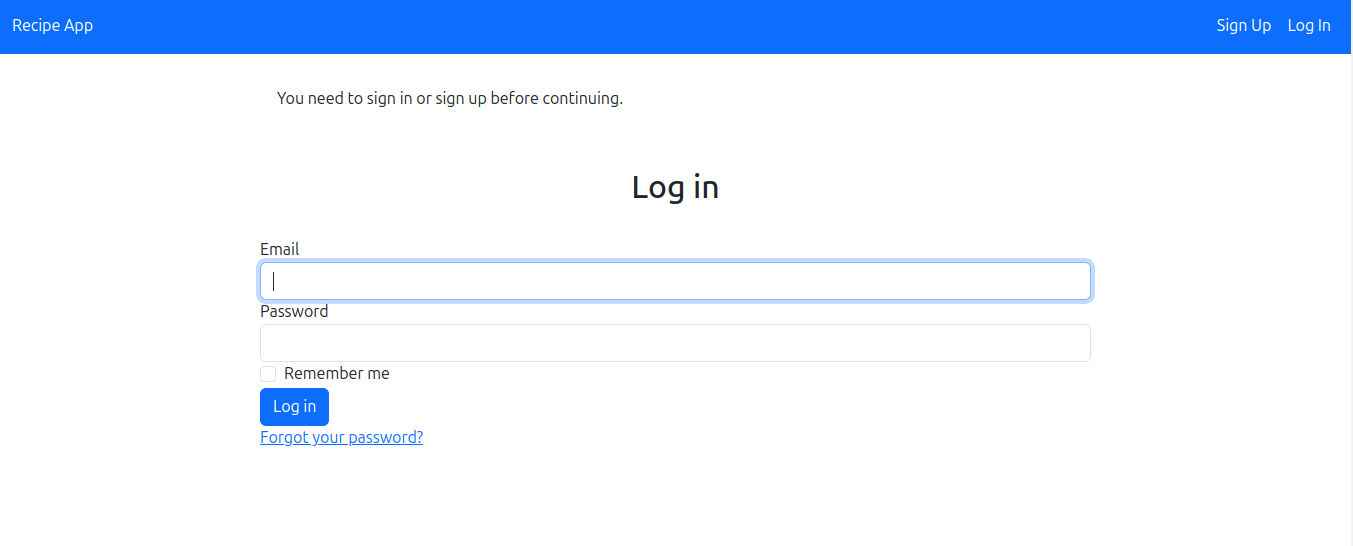 Recipe App Sign Up Log In
You need to sign in or sign up before continuing.
Log in
Email
Password
Remember me
Log in
Forgot your password?